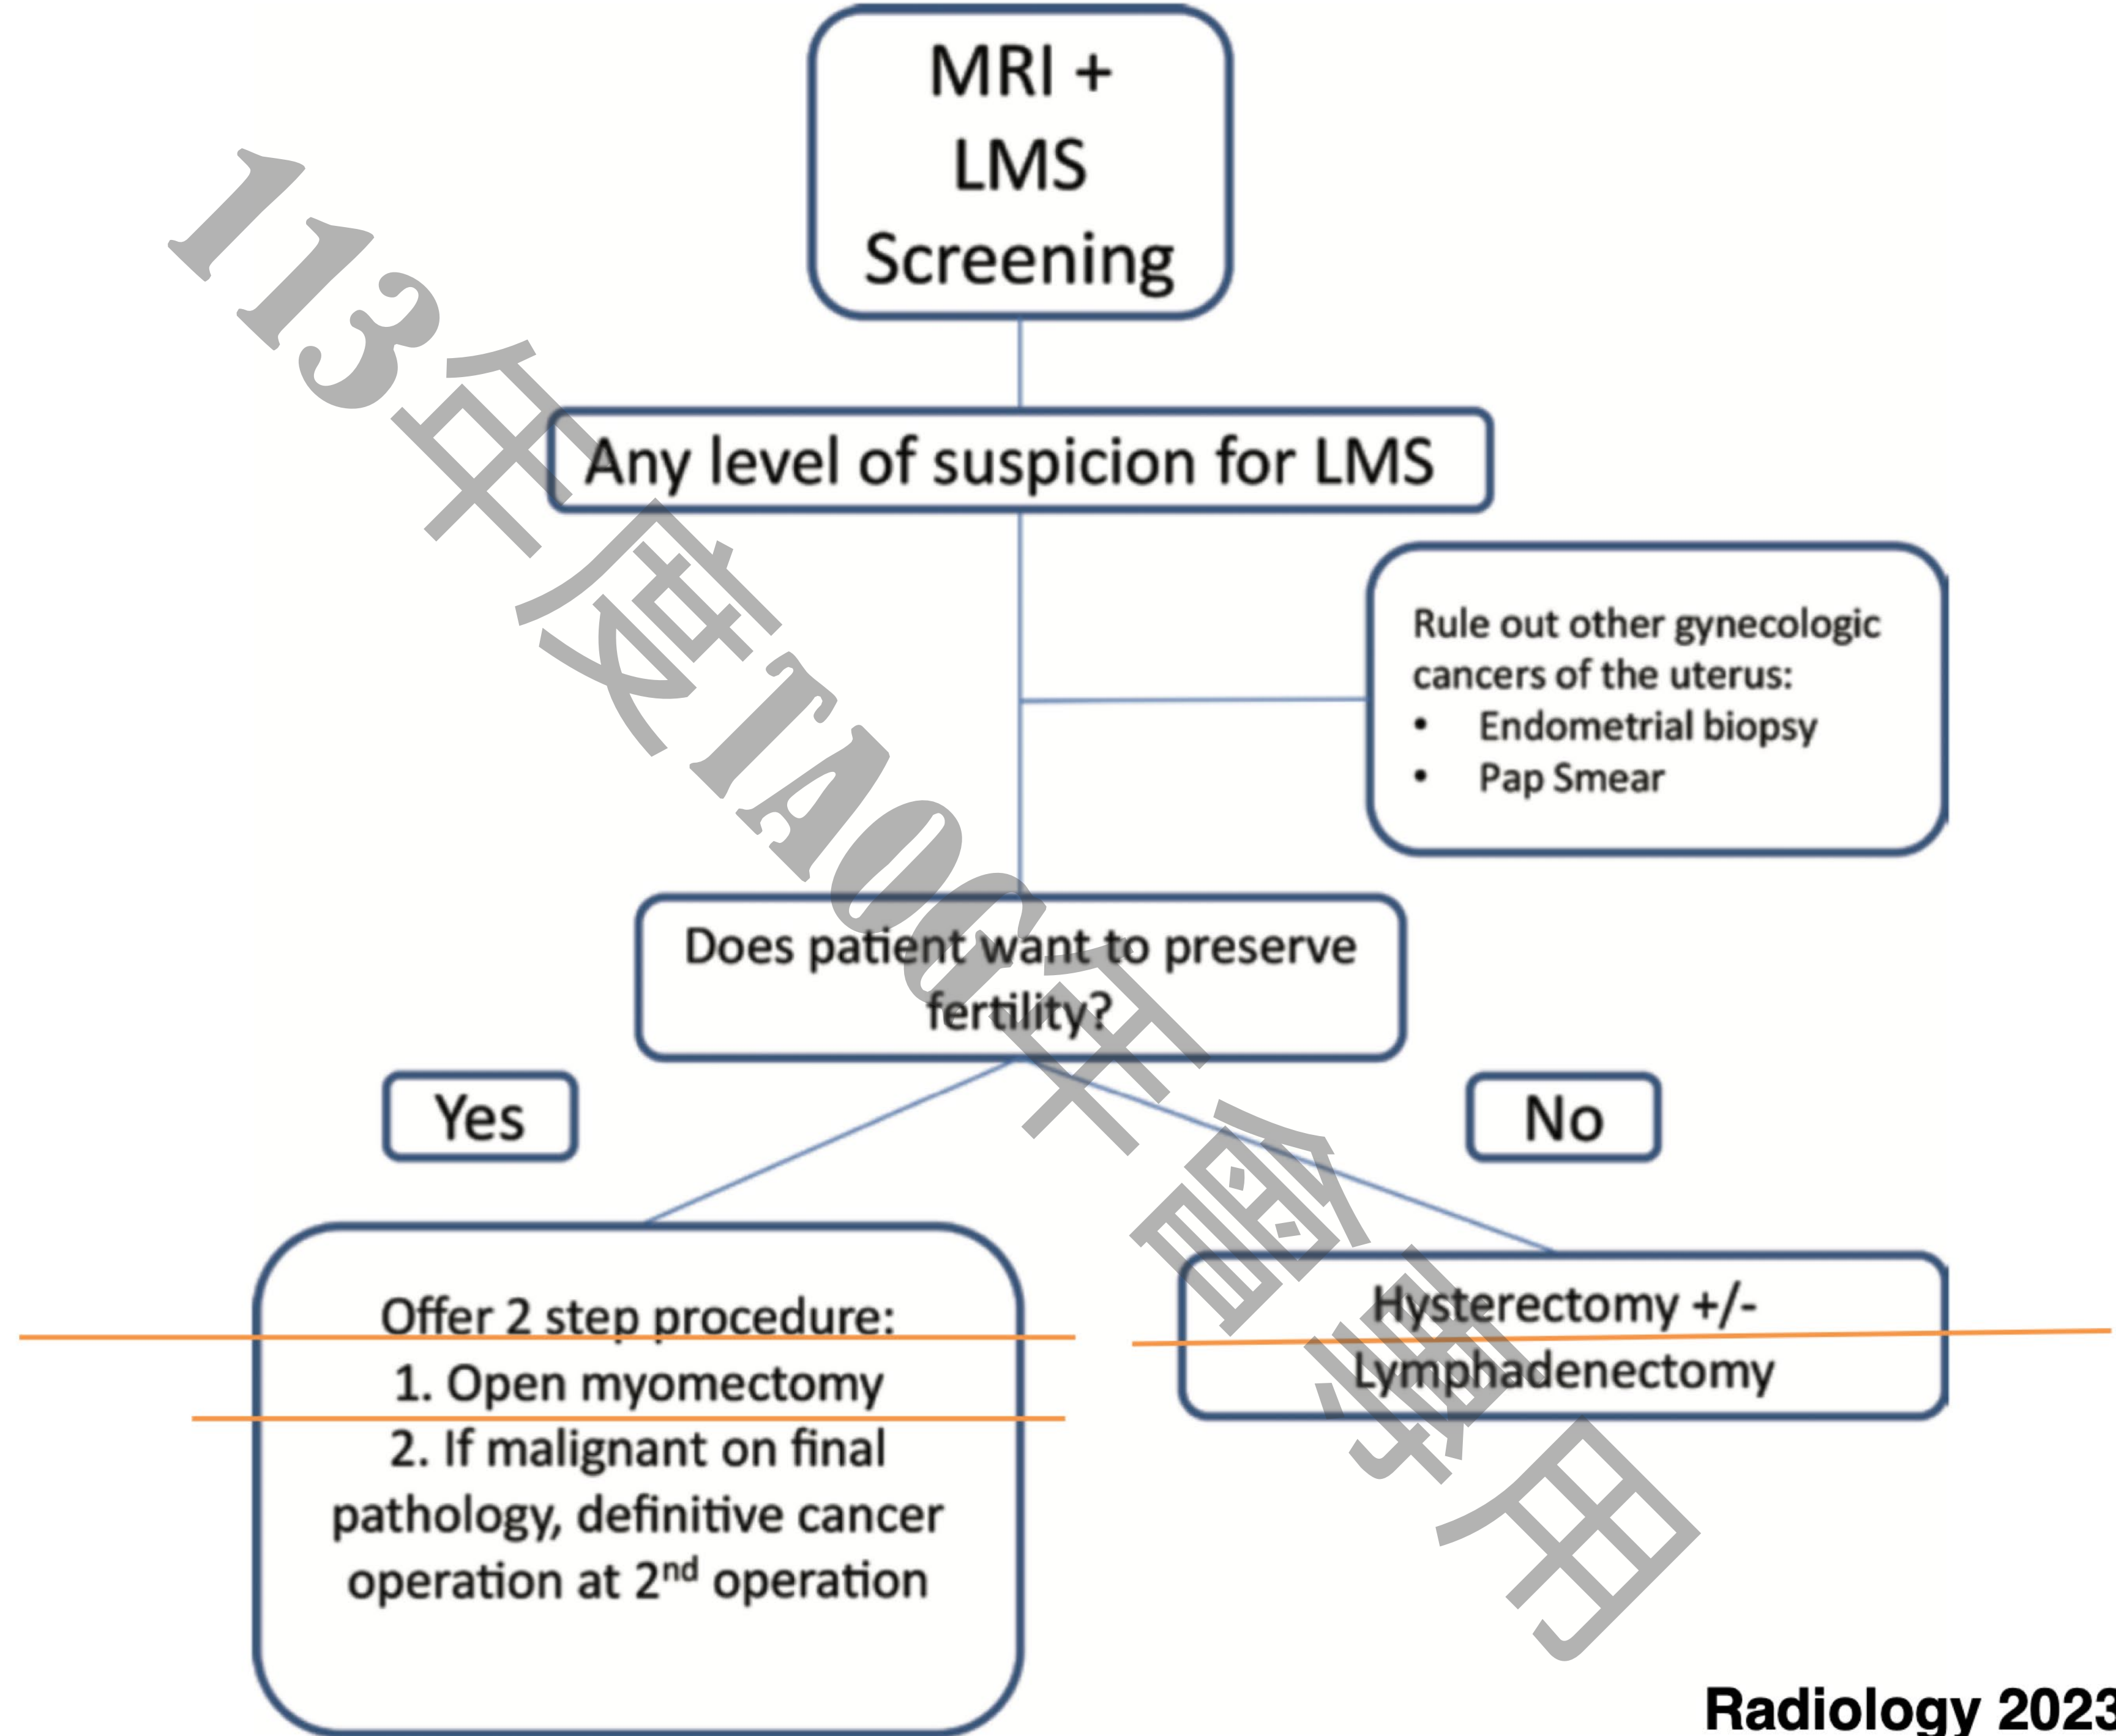 MRI +
LMS
Screening
Any level of suspicion for LMS
Rule out other gynecologic
cancers of the uterus:
• Endometrial biopsy
• Pap Smear
Does patient want to preserve
fertility?
Yes
No
Offer 2 step procedure:
1. Open myomectomy
2. If malignant on final
pathology, definitive cancer
operation at 2nd operation
Hysterectomy +/-
Lymphadenectomy
113年度TAOG年會專用
Radiology 2023